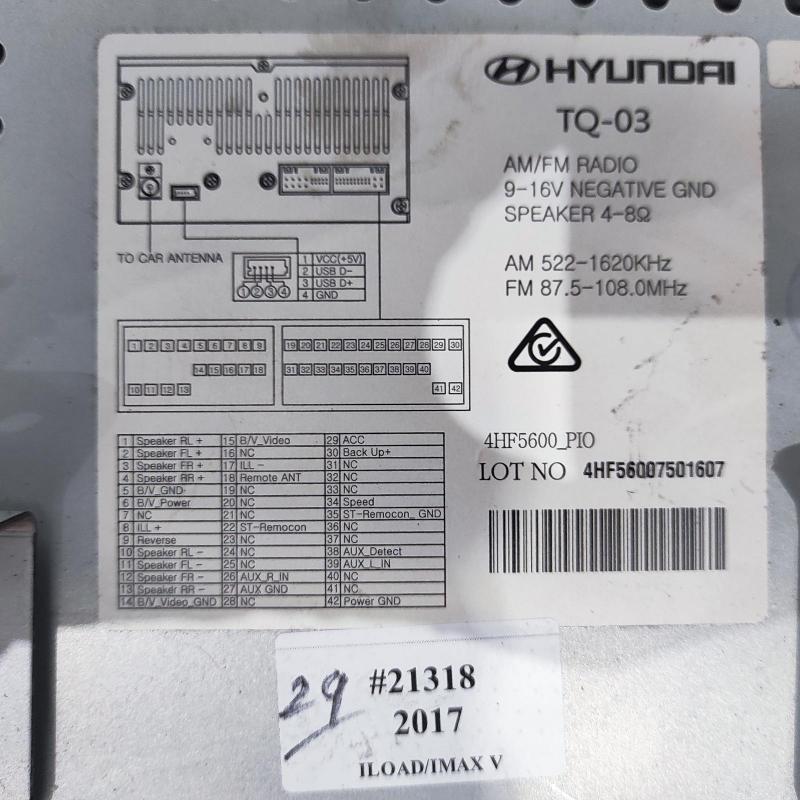 HYUNDAI
TQ-03
AM/FM RADIO
9-16V NEGATIVE GND
SPEAKER 4-8Ω
AM 522-1620KHz
FM 87.5-108.0MHz
TO CAR ANTENNA
1 VCC(+5V)
2 USB D-
3 USB D+
4 GND
1 2 3 4
1 2 3 4 5 6 7 8 9
14 15 16 17 18
10 11 12 13
19 20 21 22 23 24 25 26 27 28 29 30
31 32 33 34 35 36 37 38 39 40
41 42
1 Speaker RL + 15 B/V_Video 29 ACC
2 Speaker FL + 16 NC 30 Back Up+
3 Speaker FR + 17 ILL - 31 NC
4 Speaker RR + 18 Remote ANT 32 NC
5 B/V_GND 19 NC 33 NC
6 B/V_Power 20 NC 34 Speed
7 NC 21 NC 35 ST-Remocon_ GND
8 ILL + 22 ST-Remocon 36 NC
9 Reverse 23 NC 37 NC
10 Speaker RL - 24 NC 38 AUX_Detect
11 Speaker FL - 25 NC 39 AUX_L_IN
12 Speaker FR - 26 AUX_R_IN 40 NC
13 Speaker RR - 27 AUX GND 41 NC
14 B/V_Video_GND 28 NC 42 Power GND
4HF5600_PIO
LOT NO 4HF56007501607
29
#21318
2017
ILOAD/IMAX V